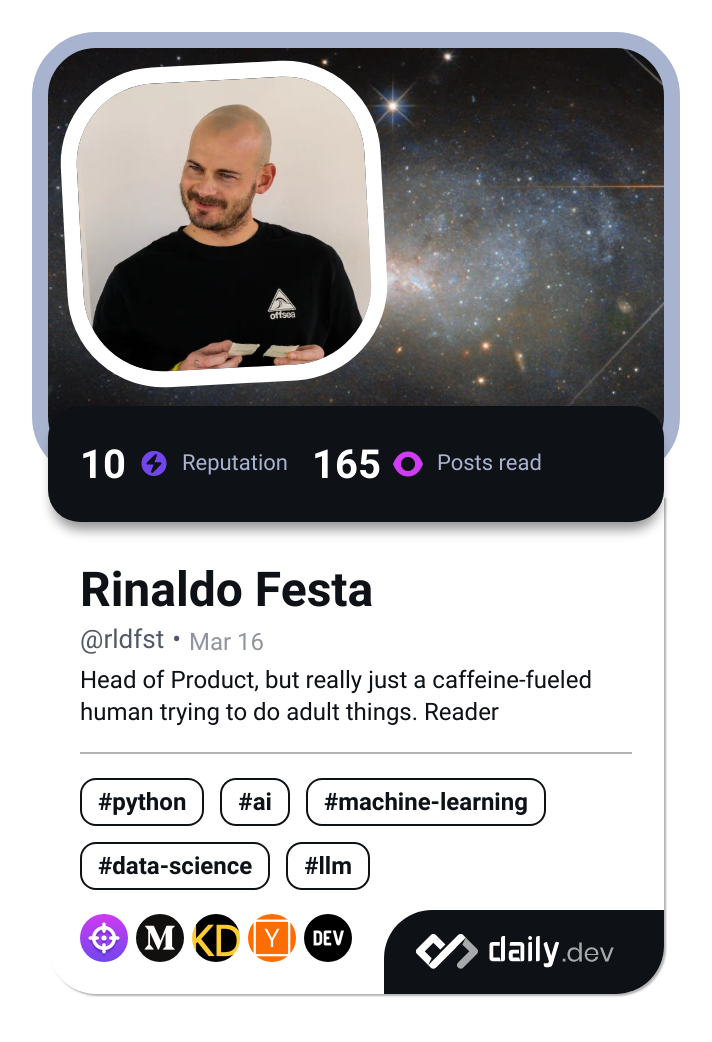 offsea
10 Reputation 165 Posts read
Rinaldo Festa
@rldfst • Mar 16
Head of Product, but really just a caffeine-fueled
human trying to do adult things. Reader
#python #ai #machine-learning
#data-science #llm
M KD Y DEV daily.dev